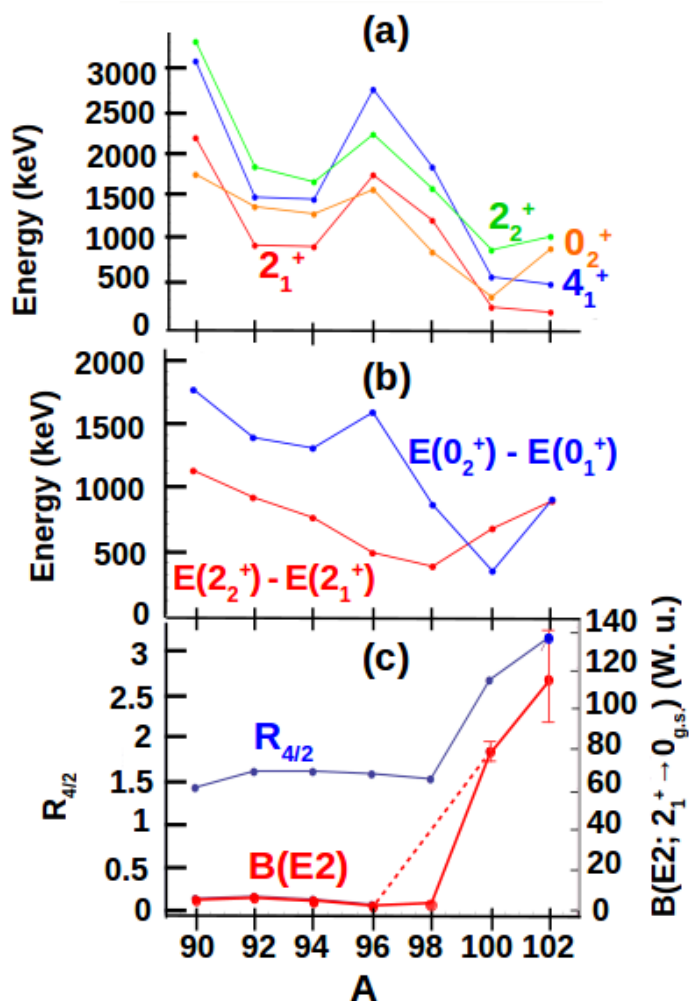 (a)
Energy (keV)
3000
2500
2000
1500
1000
500
0
2₁⁺
2₂⁺
0₂⁺
4₁⁺
(b)
Energy (keV)
2000
1500
1000
500
0
E(0₂⁺) - E(0₁⁺)
E(2₂⁺) - E(2₁⁺)
(c)
R₄/₂
3
2.5
2
1.5
1
0.5
0
R₄/₂
B(E2)
140
120
100
80
60
40
20
0
B(E2; 2₁⁺→0g.s.) (W. u.)
90 92 94 96 98 100 102
A